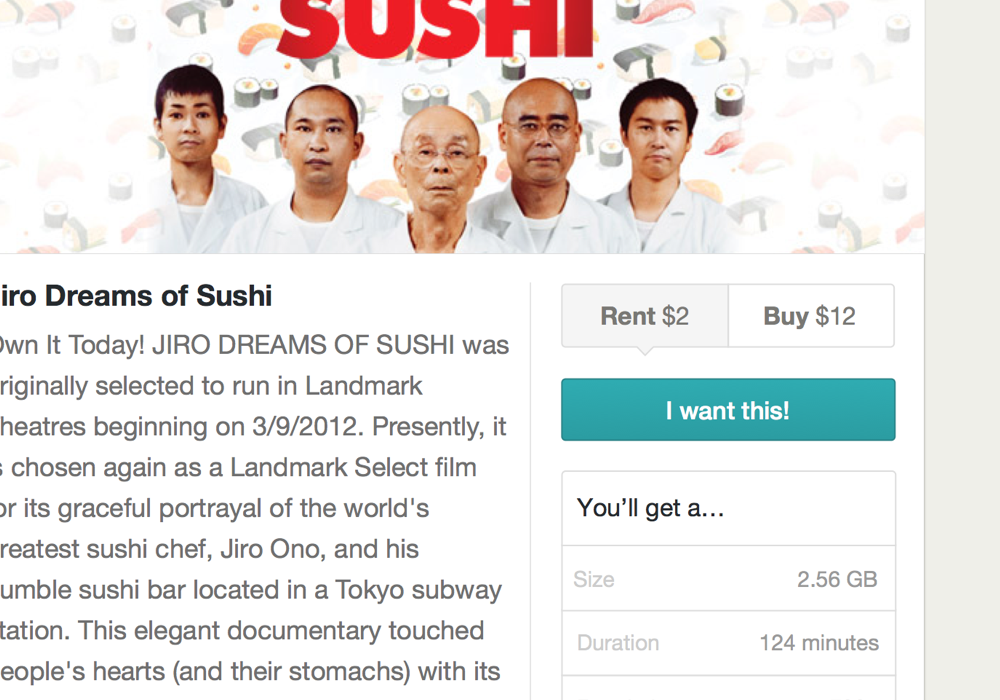 SUSHI
iro Dreams of Sushi
Own It Today! JIRO DREAMS OF SUSHI was
riginally selected to run in Landmark
heatres beginning on 3/9/2012. Presently, it
s chosen again as a Landmark Select film
or its graceful portrayal of the world's
reatest sushi chef, Jiro Ono, and his
umble sushi bar located in a Tokyo subway
tation. This elegant documentary touched
eople's hearts (and their stomachs) with its
Rent $2
Buy $12
I want this!
You’ll get a…
Size 2.56 GB
Duration 124 minutes